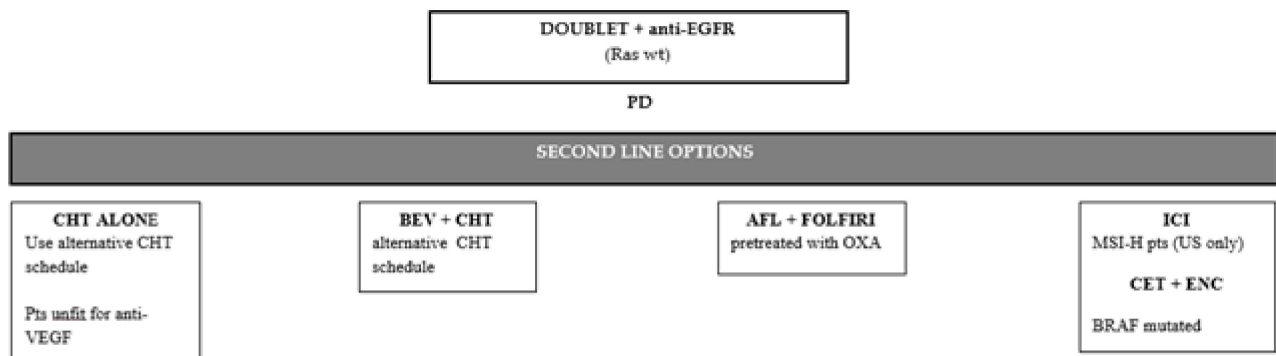 DOUBLET + anti-EGFR
(Ras wt)
PD
SECOND LINE OPTIONS
CHT ALONE
Use alternative CHT
schedule
Pts unfit for anti-
VEGF
BEV + CHT
alternative CHT
schedule
AFL + FOLFIRI
pretreated with OXA
ICI
MSI-H pts (US only)
CET + ENC
BRAF mutated